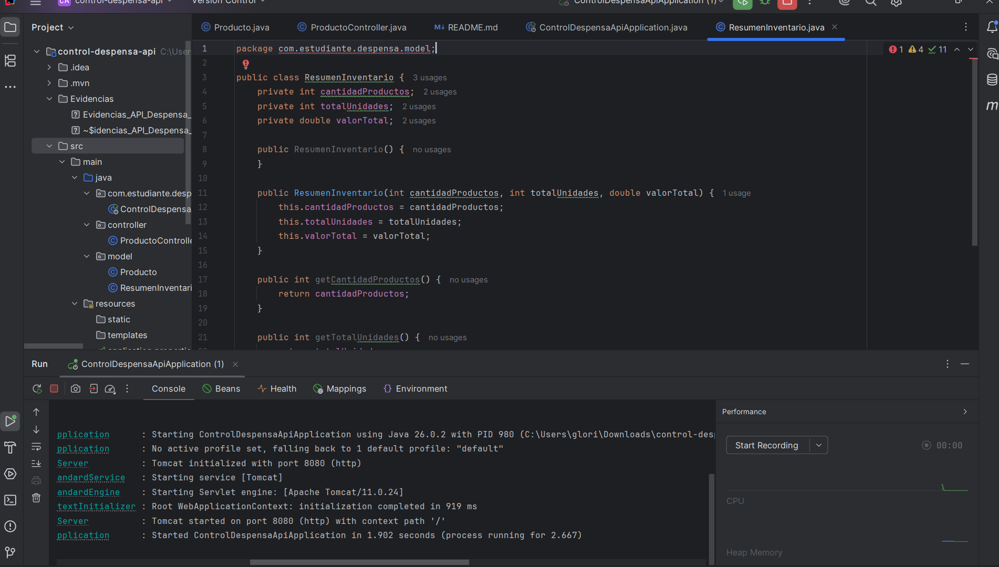 CA control-despensa-api Version Control ControlDespensaApiApplication (1)
Project
Producto.java ProductoController.java M↓ README.md ControlDespensaApiApplication.java ResumenInventario.java
control-despensa-api C:\User
.idea
.mvn
Evidencias
Evidencias_API_Despensa_
~$idencias_API_Despensa_
src
main
java
com.estudiante.desp
ControlDespensa
controller
ProductoControlle
model
Producto
ResumenInventari
resources
static
templates
application.properti
1 4 11
1 package com.estudiante.despensa.model;
2
3 public class ResumenInventario { 3 usages
4 private int cantidadProductos; 2 usages
5 private int totalUnidades; 2 usages
6 private double valorTotal; 2 usages
7
8 public ResumenInventario() { no usages
9 }
10
11 public ResumenInventario(int cantidadProductos, int totalUnidades, double valorTotal) { 1 usage
12 this.cantidadProductos = cantidadProductos;
13 this.totalUnidades = totalUnidades;
14 this.valorTotal = valorTotal;
15 }
16
17 public int getCantidadProductos() { no usages
18 return cantidadProductos;
19 }
20
21 public int getTotalUnidades() { no usages
Run ControlDespensaApiApplication (1)
Console Beans Health Mappings Environment
pplication : Starting ControlDespensaApiApplication using Java 26.0.2 with PID 980 (C:\Users\glori\Downloads\control-des
pplication : No active profile set, falling back to 1 default profile: "default"
Server : Tomcat initialized with port 8080 (http)
andardService : Starting service [Tomcat]
andardEngine : Starting Servlet engine: [Apache Tomcat/11.0.24]
textInitializer : Root WebApplicationContext: initialization completed in 919 ms
Server : Tomcat started on port 8080 (http) with context path '/'
pplication : Started ControlDespensaApiApplication in 1.902 seconds (process running for 2.667)
Performance
Start Recording 00:00
CPU
Heap Memory
m